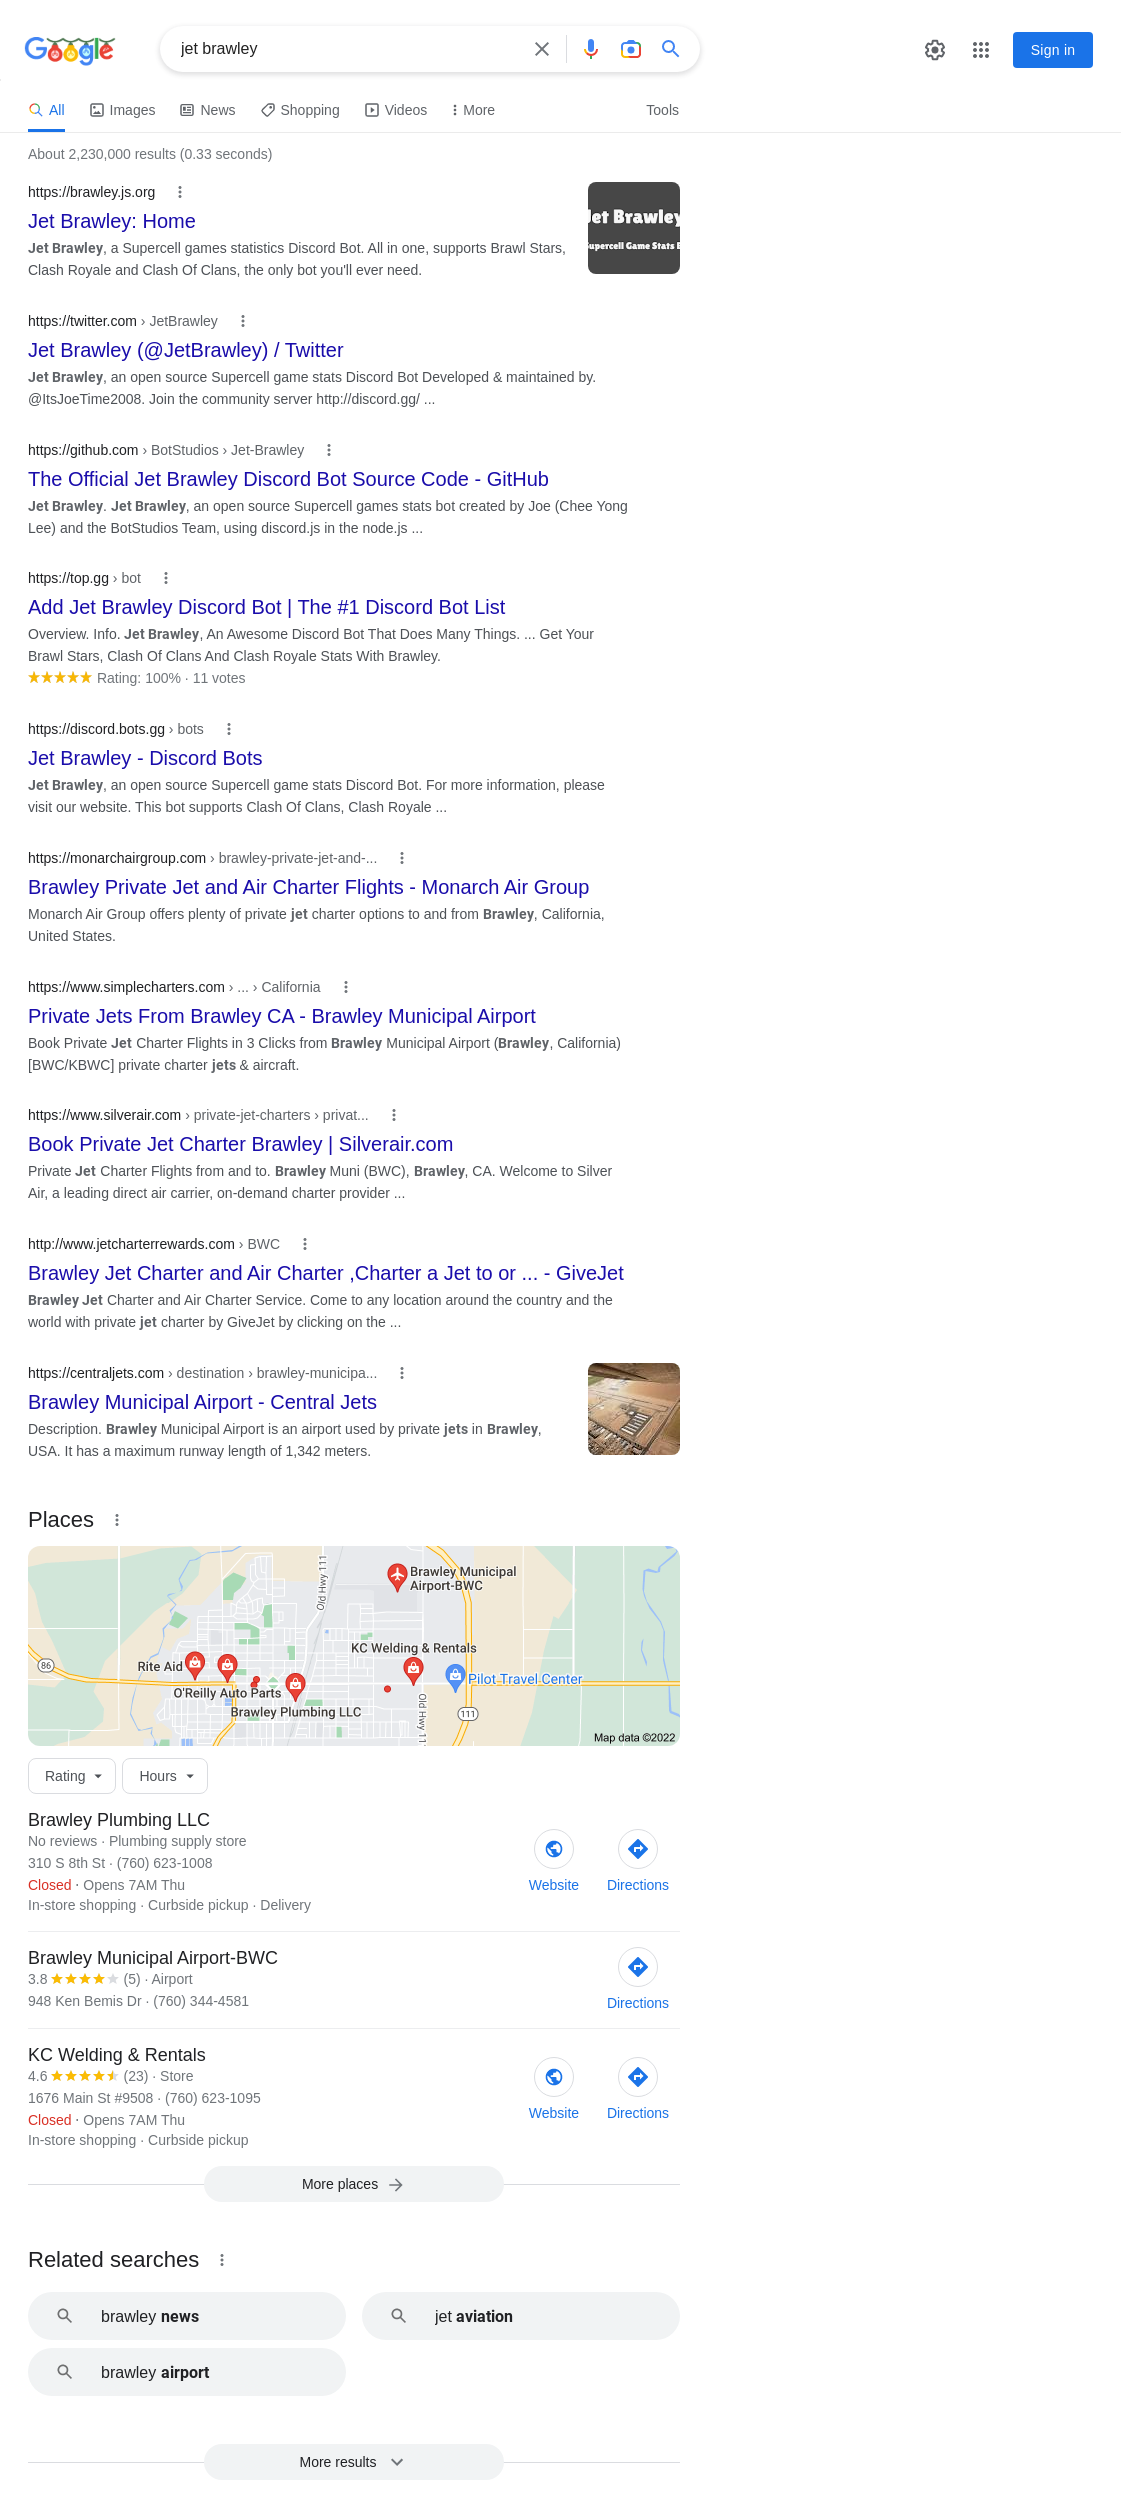 Google
jet brawley
Sign in
All
Images
News
Shopping
Videos
More
Tools
About 2,230,000 results (0.33 seconds)
https://brawley.js.org
Jet Brawley: Home
Jet Brawley, a Supercell games statistics Discord Bot. All in one, supports Brawl Stars,
Clash Royale and Clash Of Clans, the only bot you'll ever need.
Jet Brawley
Supercell Game Stats
https://twitter.com › JetBrawley
Jet Brawley (@JetBrawley) / Twitter
Jet Brawley, an open source Supercell game stats Discord Bot Developed & maintained by.
@ItsJoeTime2008. Join the community server http://discord.gg/ ...
https://github.com › BotStudios › Jet-Brawley
The Official Jet Brawley Discord Bot Source Code - GitHub
Jet Brawley. Jet Brawley, an open source Supercell games stats bot created by Joe (Chee Yong
Lee) and the BotStudios Team, using discord.js in the node.js ...
https://top.gg › bot
Add Jet Brawley Discord Bot | The #1 Discord Bot List
Overview. Info. Jet Brawley, An Awesome Discord Bot That Does Many Things. ... Get Your
Brawl Stars, Clash Of Clans And Clash Royale Stats With Brawley.
Rating: 100% · 11 votes
https://discord.bots.gg › bots
Jet Brawley - Discord Bots
Jet Brawley, an open source Supercell game stats Discord Bot. For more information, please
visit our website. This bot supports Clash Of Clans, Clash Royale ...
https://monarchairgroup.com › brawley-private-jet-and-...
Brawley Private Jet and Air Charter Flights - Monarch Air Group
Monarch Air Group offers plenty of private jet charter options to and from Brawley, California,
United States.
https://www.simplecharters.com › ... › California
Private Jets From Brawley CA - Brawley Municipal Airport
Book Private Jet Charter Flights in 3 Clicks from Brawley Municipal Airport (Brawley, California)
[BWC/KBWC] private charter jets & aircraft.
https://www.silverair.com › private-jet-charters › privat...
Book Private Jet Charter Brawley | Silverair.com
Private Jet Charter Flights from and to. Brawley Muni (BWC), Brawley, CA. Welcome to Silver
Air, a leading direct air carrier, on-demand charter provider ...
http://www.jetcharterrewards.com › BWC
Brawley Jet Charter and Air Charter ,Charter a Jet to or ... - GiveJet
Brawley Jet Charter and Air Charter Service. Come to any location around the country and the
world with private jet charter by GiveJet by clicking on the ...
https://centraljets.com › destination › brawley-municipa...
Brawley Municipal Airport - Central Jets
Description. Brawley Municipal Airport is an airport used by private jets in Brawley,
USA. It has a maximum runway length of 1,342 meters.
Places
Old Hwy 111
Brawley Municipal
Airport-BWC
KC Welding & Rentals
86
Rite Aid
Pilot Travel Center
O'Reilly Auto Parts
Brawley Plumbing LLC
Old Hwy 11
111
Map data ©2022
Rating
Hours
Brawley Plumbing LLC
No reviews · Plumbing supply store
310 S 8th St · (760) 623-1008
Closed · Opens 7AM Thu
In-store shopping · Curbside pickup · Delivery
Website
Directions
Brawley Municipal Airport-BWC
3.8 (5) · Airport
948 Ken Bemis Dr · (760) 344-4581
Directions
KC Welding & Rentals
4.6 (23) · Store
1676 Main St #9508 · (760) 623-1095
Closed · Opens 7AM Thu
In-store shopping · Curbside pickup
Website
Directions
More places
Related searches
brawley news
jet aviation
brawley airport
More results